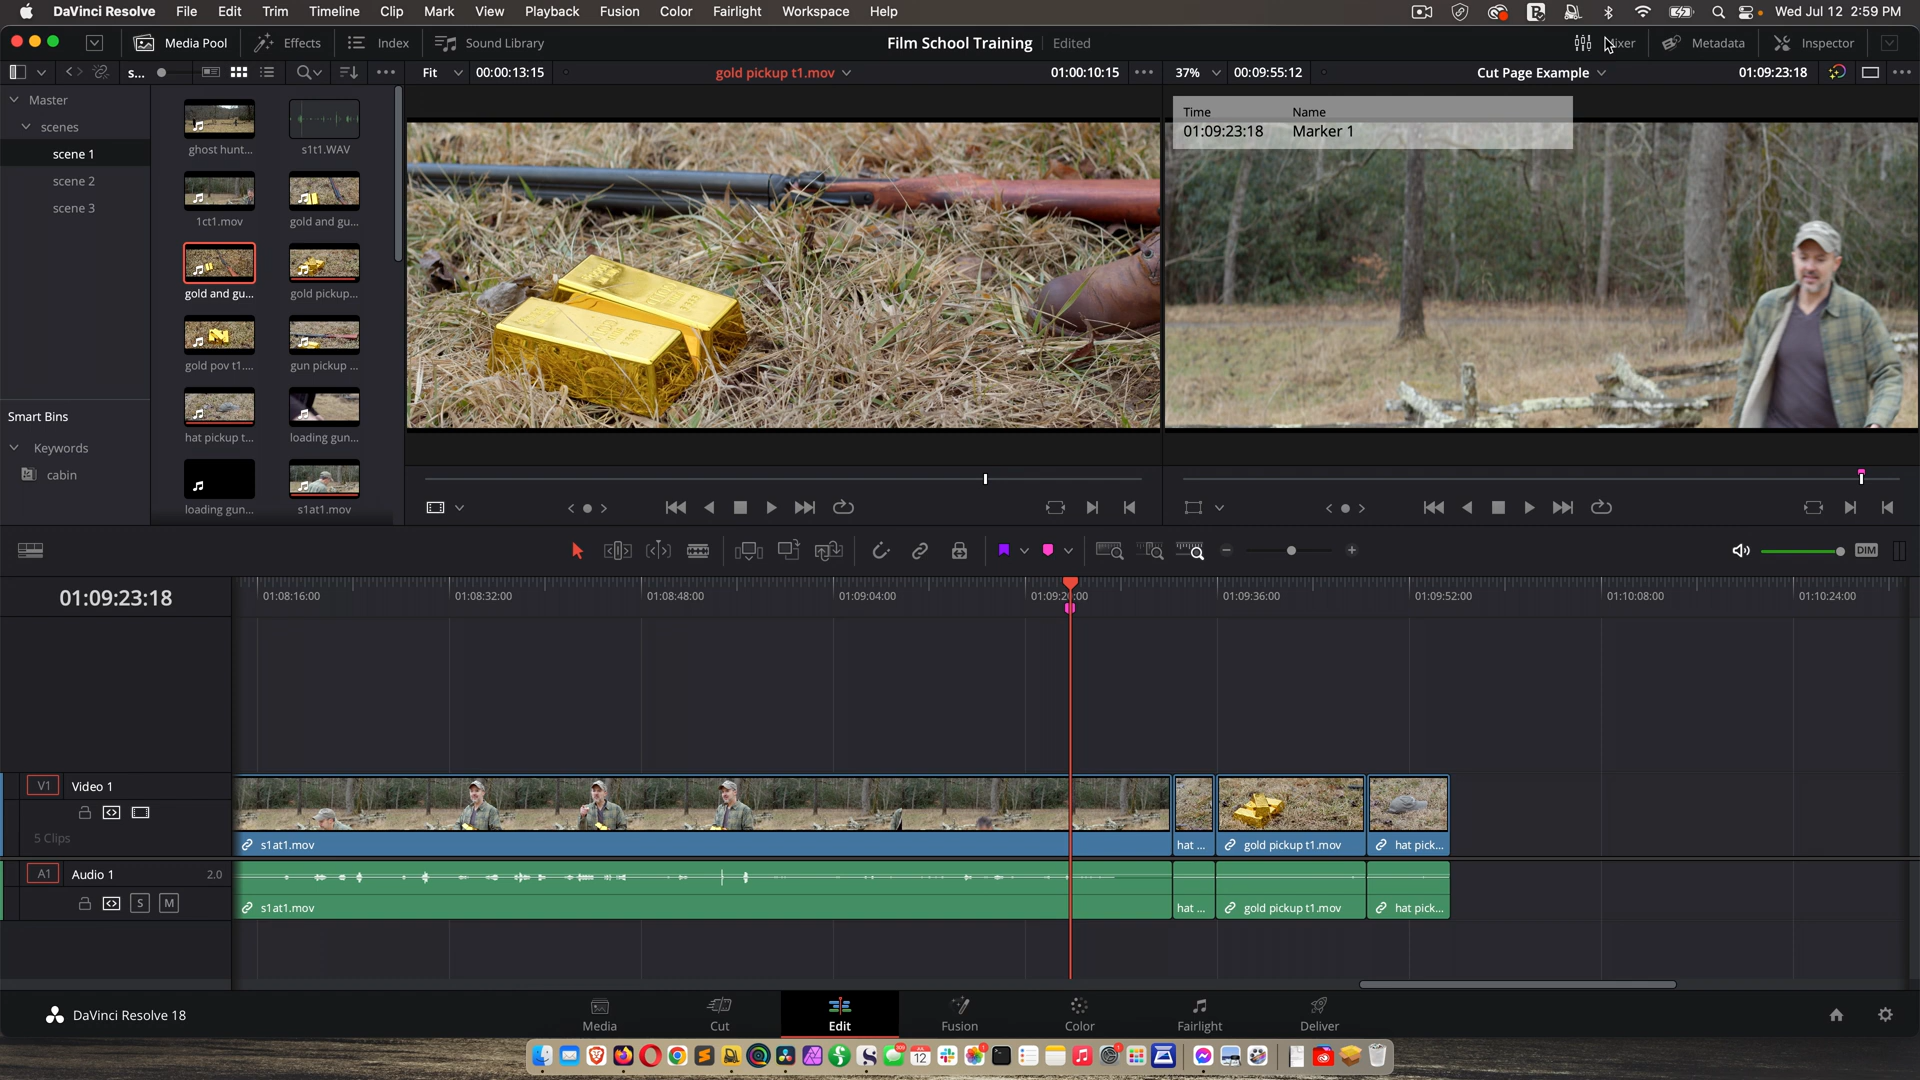 DaVinci Resolve File Edit Trim Timeline Clip Mark View Playback Fusion Color Fairlight Workspace Help Wed Jul 12 2:59 PM
Media Pool Effects Index Sound Library Film School Training Edited Mixer Metadata Inspector
s... Fit 00:00:13:15 gold pickup t1.mov 01:00:10:15 37% 00:09:55:12 Cut Page Example 01:09:23:18
Master
scenes
scene 1
scene 2
scene 3
ghost hunt... s1t1.WAV
1ct1.mov gold and gu...
gold and gu... gold pickup...
gold pov t1.... gun pickup ...
hat pickup t... loading gun...
loading gun... s1at1.mov
Smart Bins
Keywords
cabin
Time Name
01:09:23:18 Marker 1
DIM
01:09:23:18
01:08:16:00 01:08:32:00 01:08:48:00 01:09:04:00 01:09:20:00 01:09:36:00 01:09:52:00 01:10:08:00 01:10:24:00
V1 Video 1
5 Clips
s1at1.mov hat ... gold pickup t1.mov hat pick...
A1 Audio 1 2.0
S M
s1at1.mov hat ... gold pickup t1.mov hat pick...
DaVinci Resolve 18
Media Cut Edit Fusion Color Fairlight Deliver